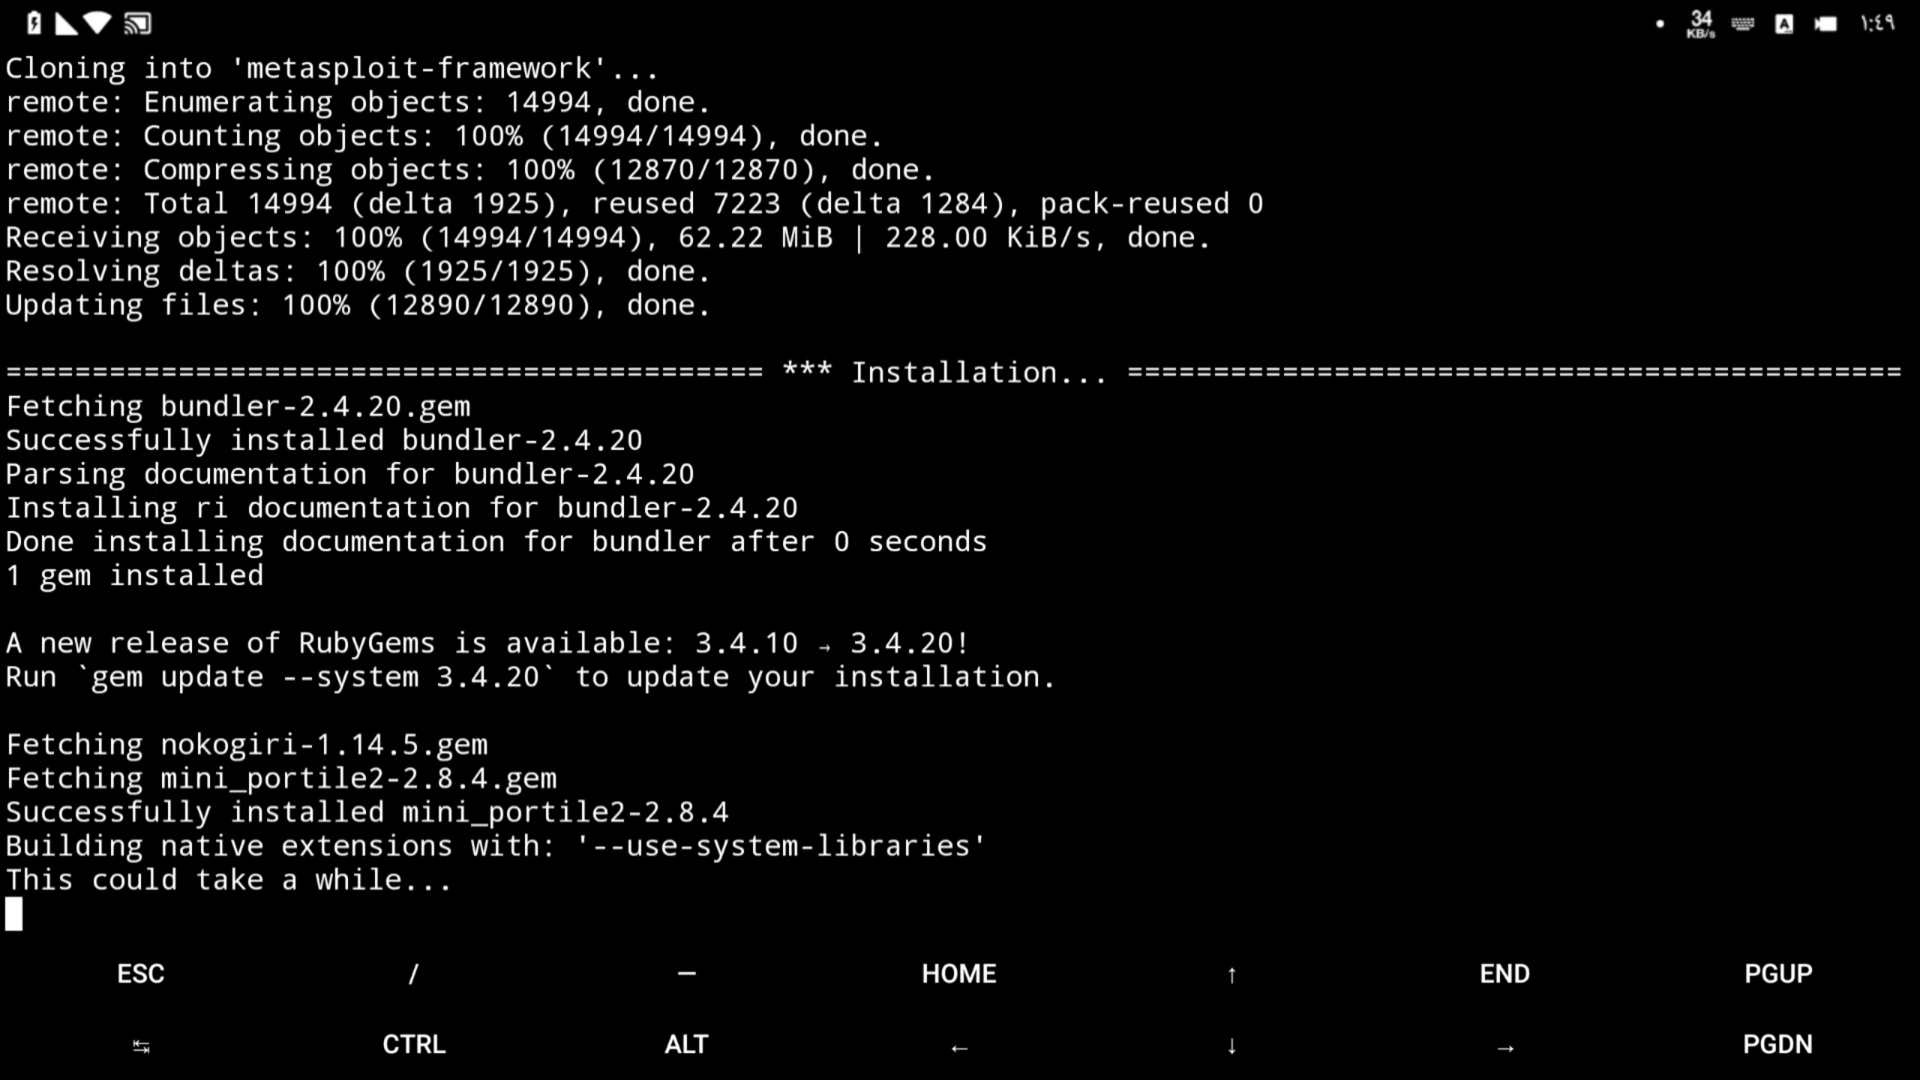 34
KB/s
A
١:٤٩
Cloning into 'metasploit-framework'...
remote: Enumerating objects: 14994, done.
remote: Counting objects: 100% (14994/14994), done.
remote: Compressing objects: 100% (12870/12870), done.
remote: Total 14994 (delta 1925), reused 7223 (delta 1284), pack-reused 0
Receiving objects: 100% (14994/14994), 62.22 MiB | 228.00 KiB/s, done.
Resolving deltas: 100% (1925/1925), done.
Updating files: 100% (12890/12890), done.
============================================ *** Installation... =============================================
Fetching bundler-2.4.20.gem
Successfully installed bundler-2.4.20
Parsing documentation for bundler-2.4.20
Installing ri documentation for bundler-2.4.20
Done installing documentation for bundler after 0 seconds
1 gem installed
A new release of RubyGems is available: 3.4.10 → 3.4.20!
Run `gem update --system 3.4.20` to update your installation.
Fetching nokogiri-1.14.5.gem
Fetching mini_portile2-2.8.4.gem
Successfully installed mini_portile2-2.8.4
Building native extensions with: '--use-system-libraries'
This could take a while...
ESC / — HOME ↑ END PGUP
↹ CTRL ALT ← ↓ → PGDN